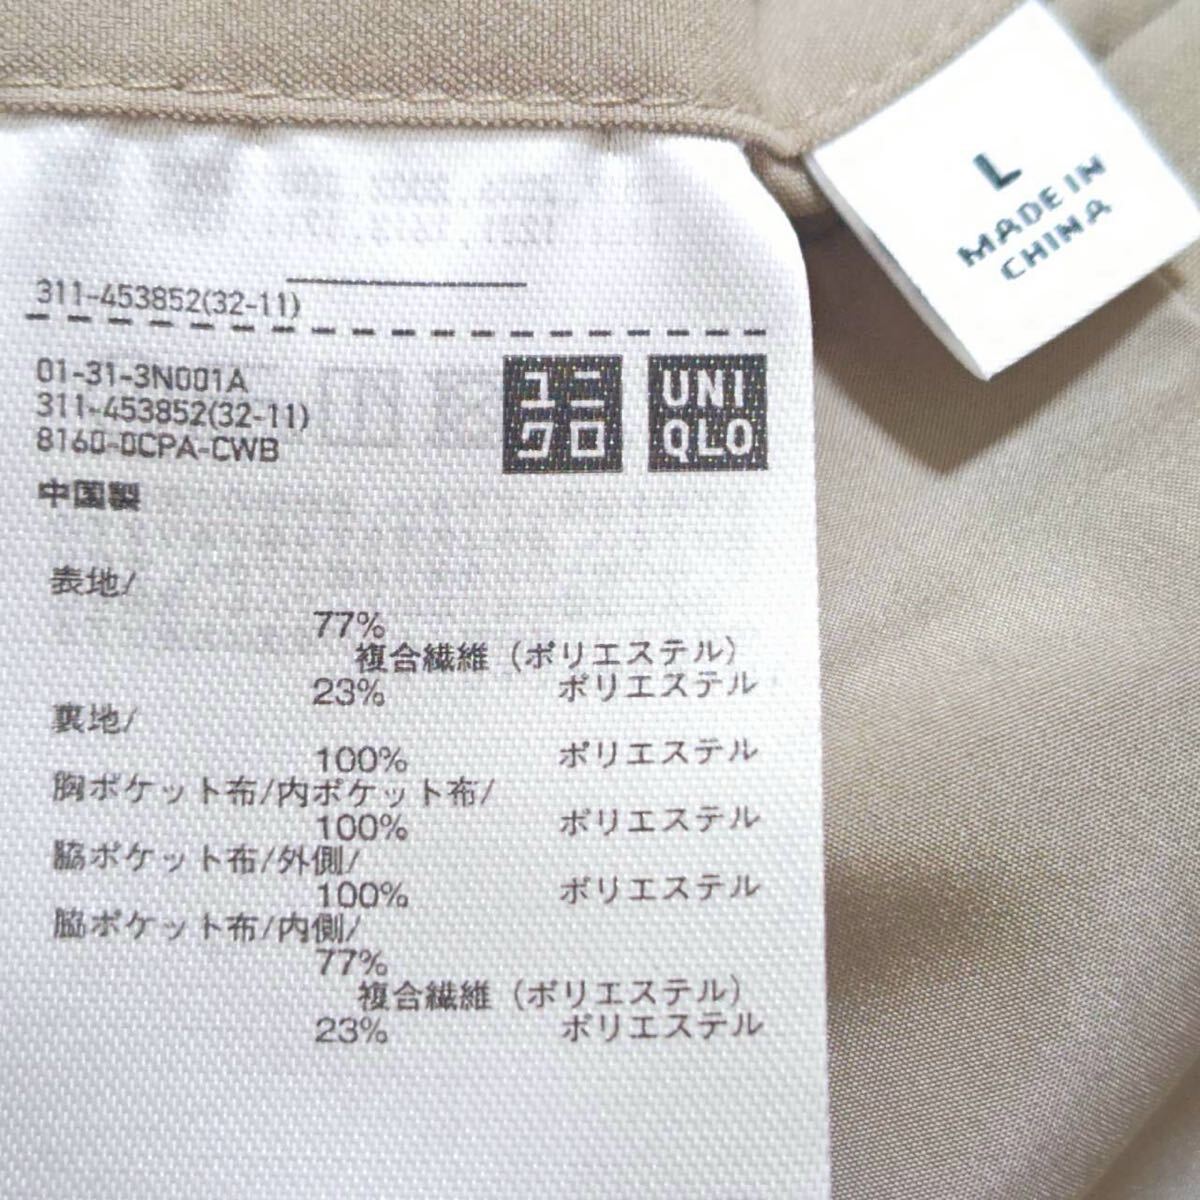 L
MADE IN
CHINA
311-453852(32-11)
01-31-3N001A
311-453852(32-11)
8160-0CPA-CWB
中国製
ユニ
クロ
UNI
QLO
表地/
77%
複合繊維（ポリエステル）
23% ポリエステル
裏地/
100% ポリエステル
胸ポケット布/内ポケット布/
100% ポリエステル
脇ポケット布/外側/
100% ポリエステル
脇ポケット布/内側/
77%
複合繊維（ポリエステル）
23% ポリエステル